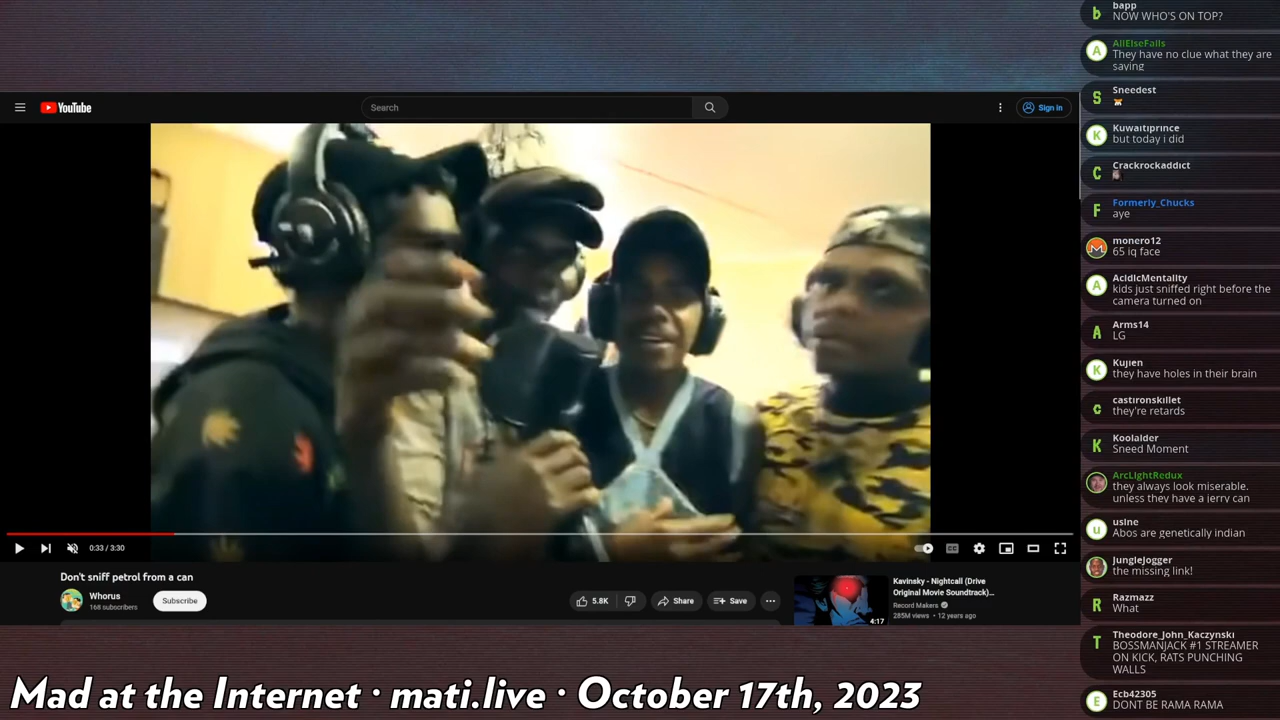 YouTube
Search
Sign in
0:33 / 3:30
Don't sniff petrol from a can
Whorus
168 subscribers
Subscribe
5.8K
Share
Save
Kavinsky - Nightcall (Drive
Original Movie Soundtrack)...
Record Makers
285M views • 12 years ago
4:17
Mad at the Internet · mati.live · October 17th, 2023
bapp
NOW WHO'S ON TOP?
AllElseFails
They have no clue what they are
saying
Sneedest
Kuwaitiprince
but today i did
Crackrockaddict
Formerly_Chucks
aye
monero12
65 iq face
AcidicMentality
kids just sniffed right before the
camera turned on
Arms14
LG
Kujien
they have holes in their brain
castironskillet
they're retards
Koolaider
Sneed Moment
ArcLightRedux
they always look miserable.
unless they have a jerry can
usine
Abos are genetically indian
JungleJogger
the missing link!
Razmazz
What
Theodore_John_Kaczynski
BOSSMANJACK #1 STREAMER
ON KICK, RATS PUNCHING
WALLS
Ecb42305
DONT BE RAMA RAMA